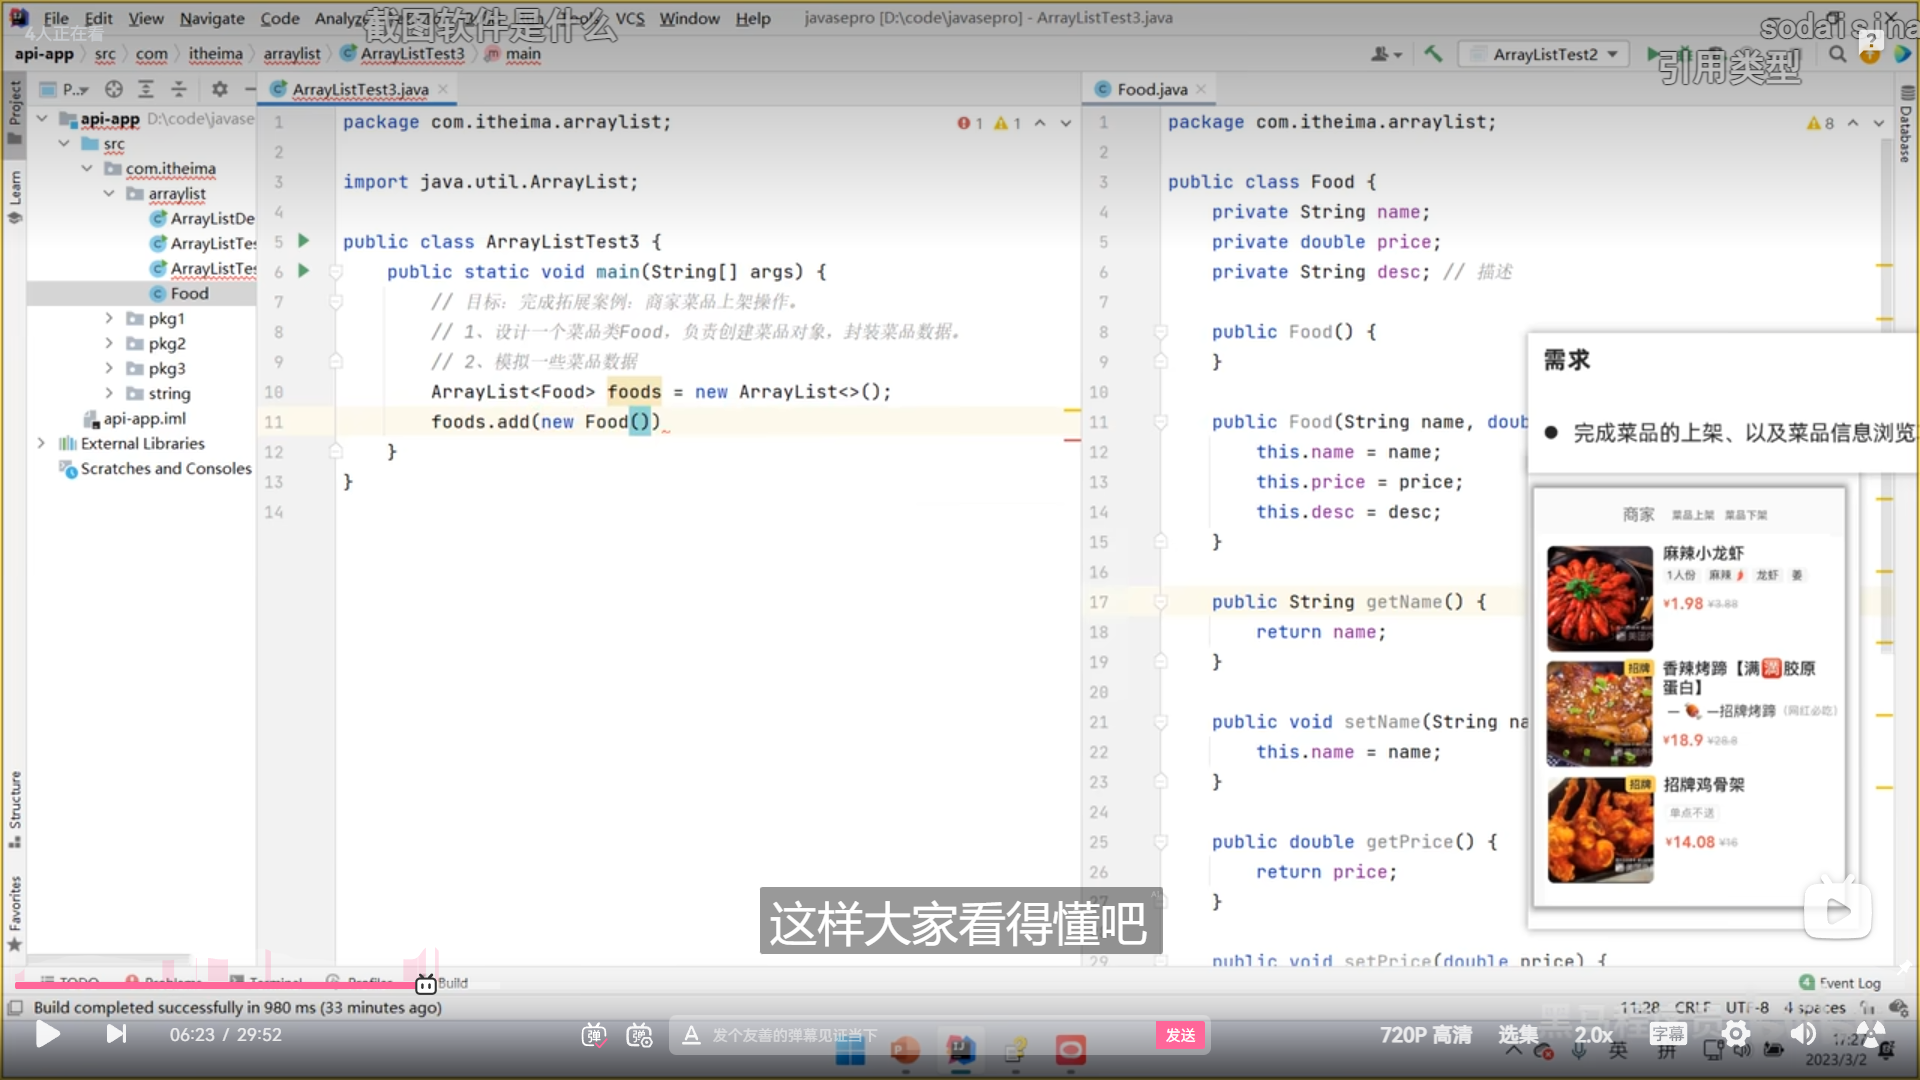 File Edit View Navigate Code VCS Window Help
javasepro [D:\code\javasepro] - ArrayListTest3.java
截图软件是什么
4人正在看
引用类型
api-app src com itheima arraylist ArrayListTest3 main
ArrayListTest2
Project
Learn
Structure
Favorites
Database
api-app D:\code\javase
src
com.itheima
arraylist
ArrayListDe
ArrayListTes
ArrayListTes
Food
pkg1
pkg2
pkg3
string
api-app.iml
External Libraries
Scratches and Consoles
ArrayListTest3.java
1 package com.itheima.arraylist;
2
3 import java.util.ArrayList;
4
5 public class ArrayListTest3 {
6 public static void main(String[] args) {
7 // 目标：完成拓展案例：商家菜品上架操作。
8 // 1、设计一个菜品类Food，负责创建菜品对象，封装菜品数据。
9 // 2、模拟一些菜品数据
10 ArrayList<Food> foods = new ArrayList<>();
11 foods.add(new Food())
12 }
13 }
14
1 1
Food.java
8
1 package com.itheima.arraylist;
2
3 public class Food {
4 private String name;
5 private double price;
6 private String desc; // 描述
7
8 public Food() {
9 }
10
11 public Food(String name, doub
12 this.name = name;
13 this.price = price;
14 this.desc = desc;
15 }
16
17 public String getName() {
18 return name;
19 }
20
21 public void setName(String na
22 this.name = name;
23 }
24
25 public double getPrice() {
26 return price;
27 }
29 public void setPrice(double price) {
需求
● 完成菜品的上架、以及菜品信息浏览
商家 菜品上架 菜品下架
麻辣小龙虾
1人份 麻辣 龙虾 姜
¥1.98 ¥3.88
招牌
香辣烤蹄【满满胶原
蛋白】
一 一招牌烤蹄（网红必吃）
¥18.9 ¥28.8
招牌
招牌鸡骨架
单点不送
¥14.08 ¥16
这样大家看得懂吧
TODO Problems Terminal Profiler Build
4 Event Log
Build completed successfully in 980 ms (33 minutes ago)
11:28 CRLF UTF-8 4 spaces
06:23 / 29:52
弹 弹
发个友善的弹幕见证当下
发送
720P 高清 选集 2.0x 字幕
英 拼
17:27
2023/3/2